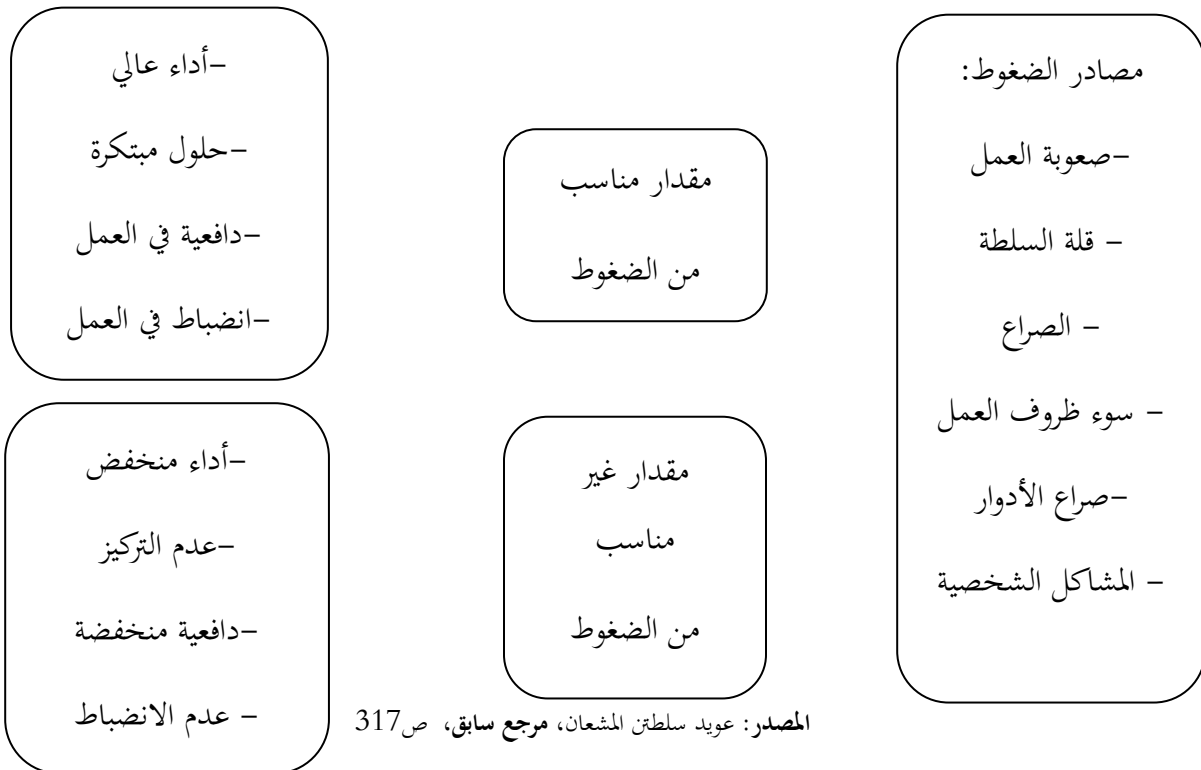 مصادر الضغوط:
–صعوبة العمل
– قلة السلطة
– الصراع
– سوء ظروف العمل
–صراع الأدوار
– المشاكل الشخصية
مقدار مناسب
من الضغوط
مقدار غير
مناسب
من الضغوط
–أداء عالي
–حلول مبتكرة
–دافعية في العمل
–انضباط في العمل
–أداء منخفض
–عدم التركيز
–دافعية منخفضة
– عدم الانضباط
المصدر: عويد سلطتن المشعان، مرجع سابق، ص317